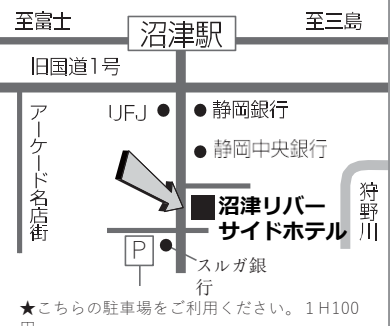 至富士
沼津駅
至三島
旧国道1号
UFJ
静岡銀行
静岡中央銀行
アーケード名店街
沼津リバー
サイドホテル
狩野川
P
スルガ銀
行
★こちらの駐車場をご利用ください。1H100
円